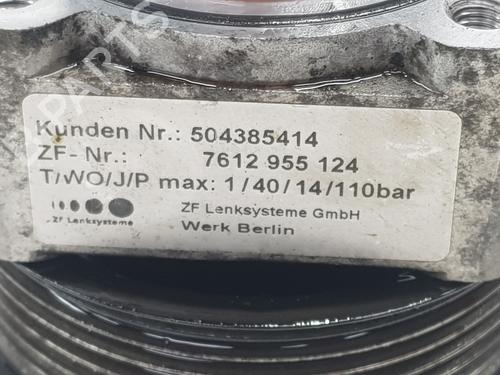 Kunden Nr.: 504385414
ZF- Nr.: 7612 955 124
T/WO/J/P max: 1/40/14/110bar
ZF Lenksysteme GmbH
ZF Lenksysteme
Werk Berlin